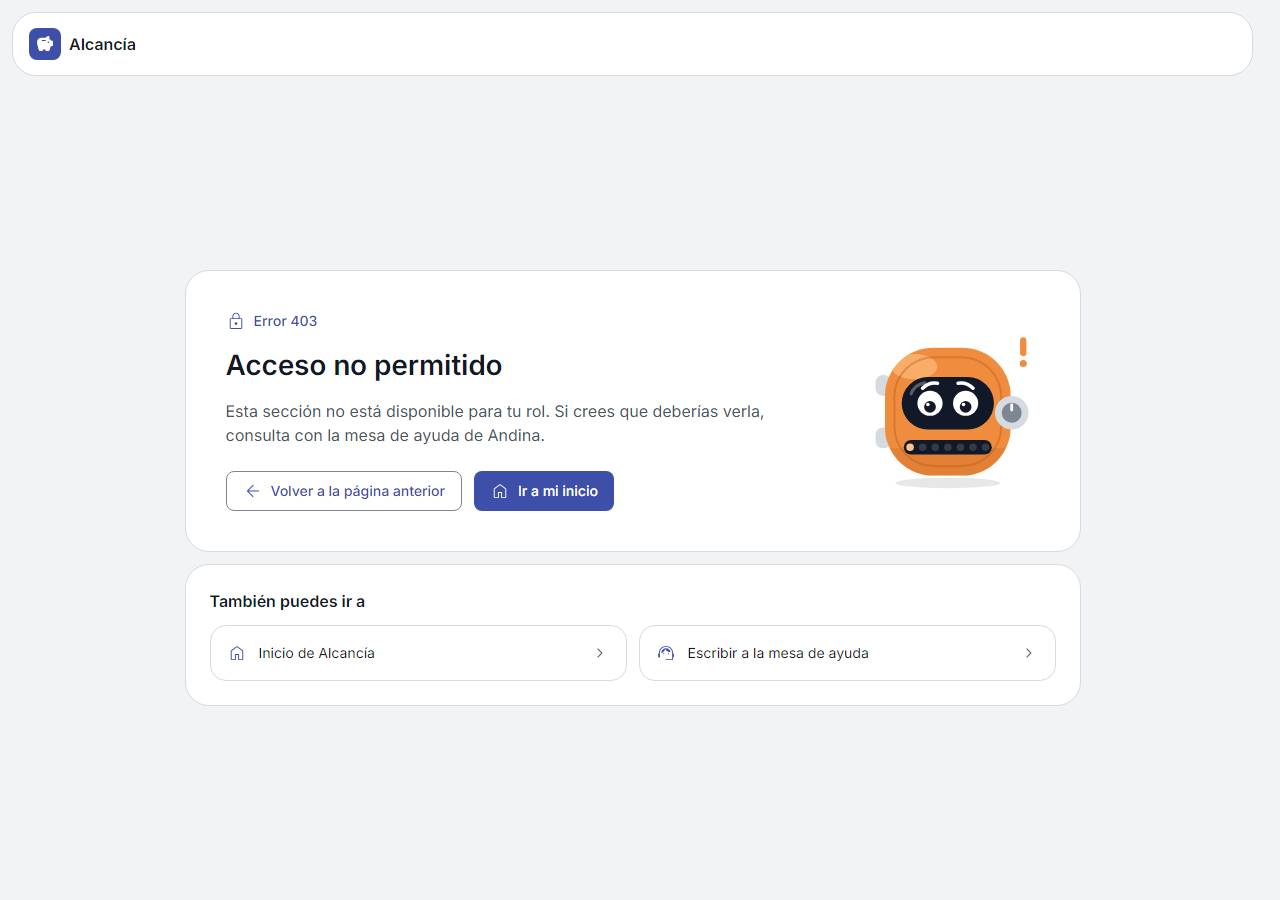 Alcancía
Error 403
Acceso no permitido
Esta sección no está disponible para tu rol. Si crees que deberías verla,
consulta con la mesa de ayuda de Andina.
Volver a la página anterior
Ir a mi inicio
También puedes ir a
Inicio de Alcancía
Escribir a la mesa de ayuda